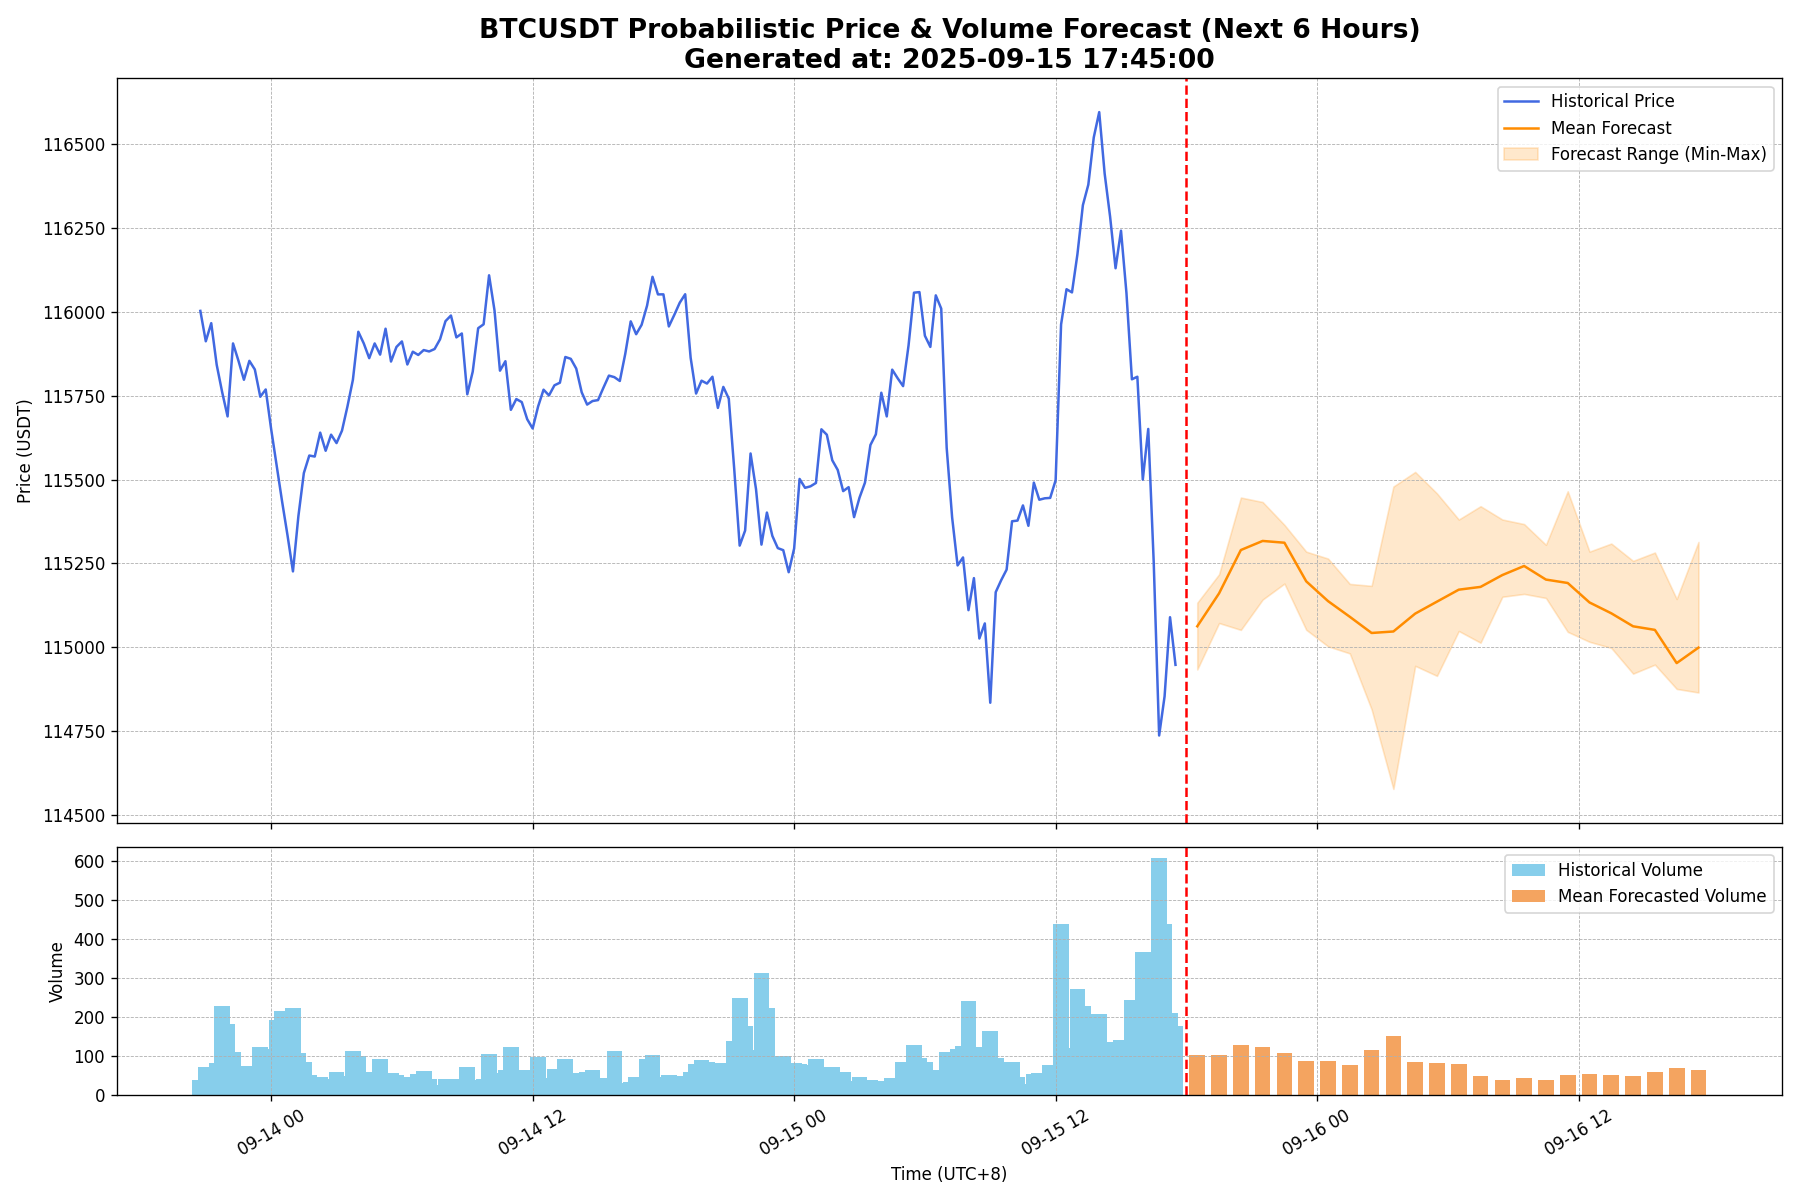 BTCUSDT Probabilistic Price & Volume Forecast (Next 6 Hours)
Generated at: 2025-09-15 17:45:00
Historical Price
Mean Forecast
Forecast Range (Min-Max)
116500
116250
116000
115750
115500
115250
115000
114750
114500
Price (USDT)
Historical Volume
Mean Forecasted Volume
600
500
400
300
200
100
0
Volume
09-14 00
09-14 12
09-15 00
09-15 12
09-16 00
09-16 12
Time (UTC+8)